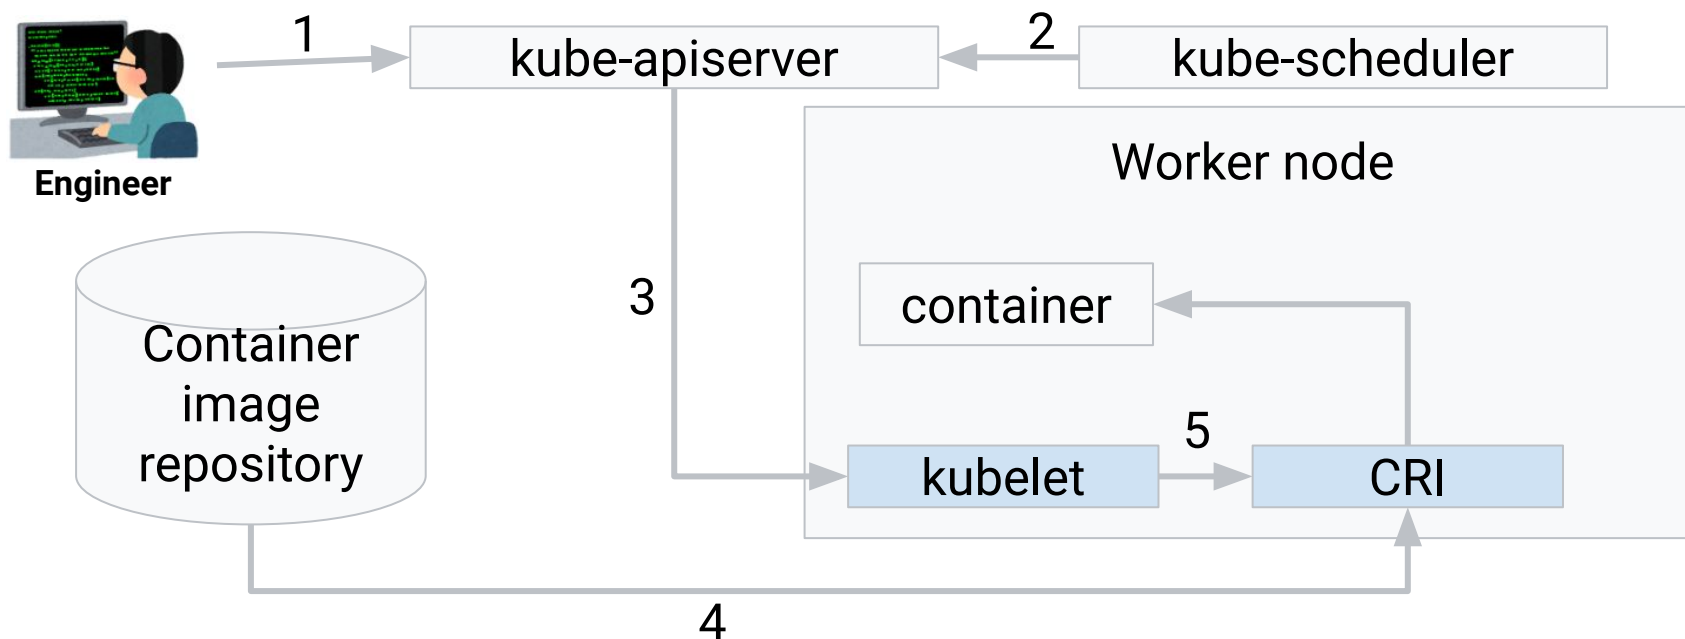 1
kube-apiserver
2
kube-scheduler
Engineer
Worker node
3
container
Container
image
repository
kubelet
5
CRI
4